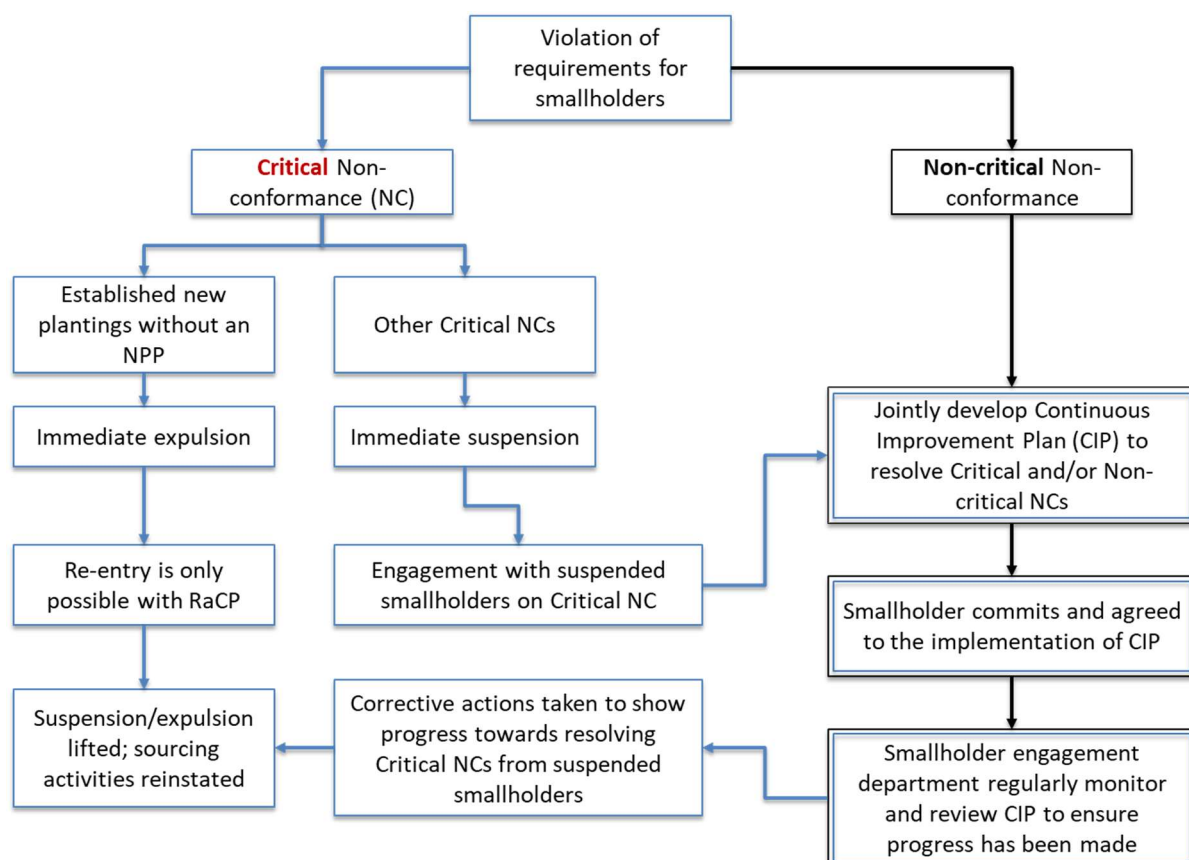 Violation of
requirements for
smallholders
Critical Non-
conformance (NC)
Non-critical Non-
conformance
Established new
plantings without an
NPP
Other Critical NCs
Immediate expulsion
Immediate suspension
Jointly develop Continuous
Improvement Plan (CIP) to
resolve Critical and/or Non-
critical NCs
Re-entry is only
possible with RaCP
Engagement with suspended
smallholders on Critical NC
Smallholder commits and agreed
to the implementation of CIP
Suspension/expulsion
lifted; sourcing
activities reinstated
Corrective actions taken to show
progress towards resolving
Critical NCs from suspended
smallholders
Smallholder engagement
department regularly monitor
and review CIP to ensure
progress has been made